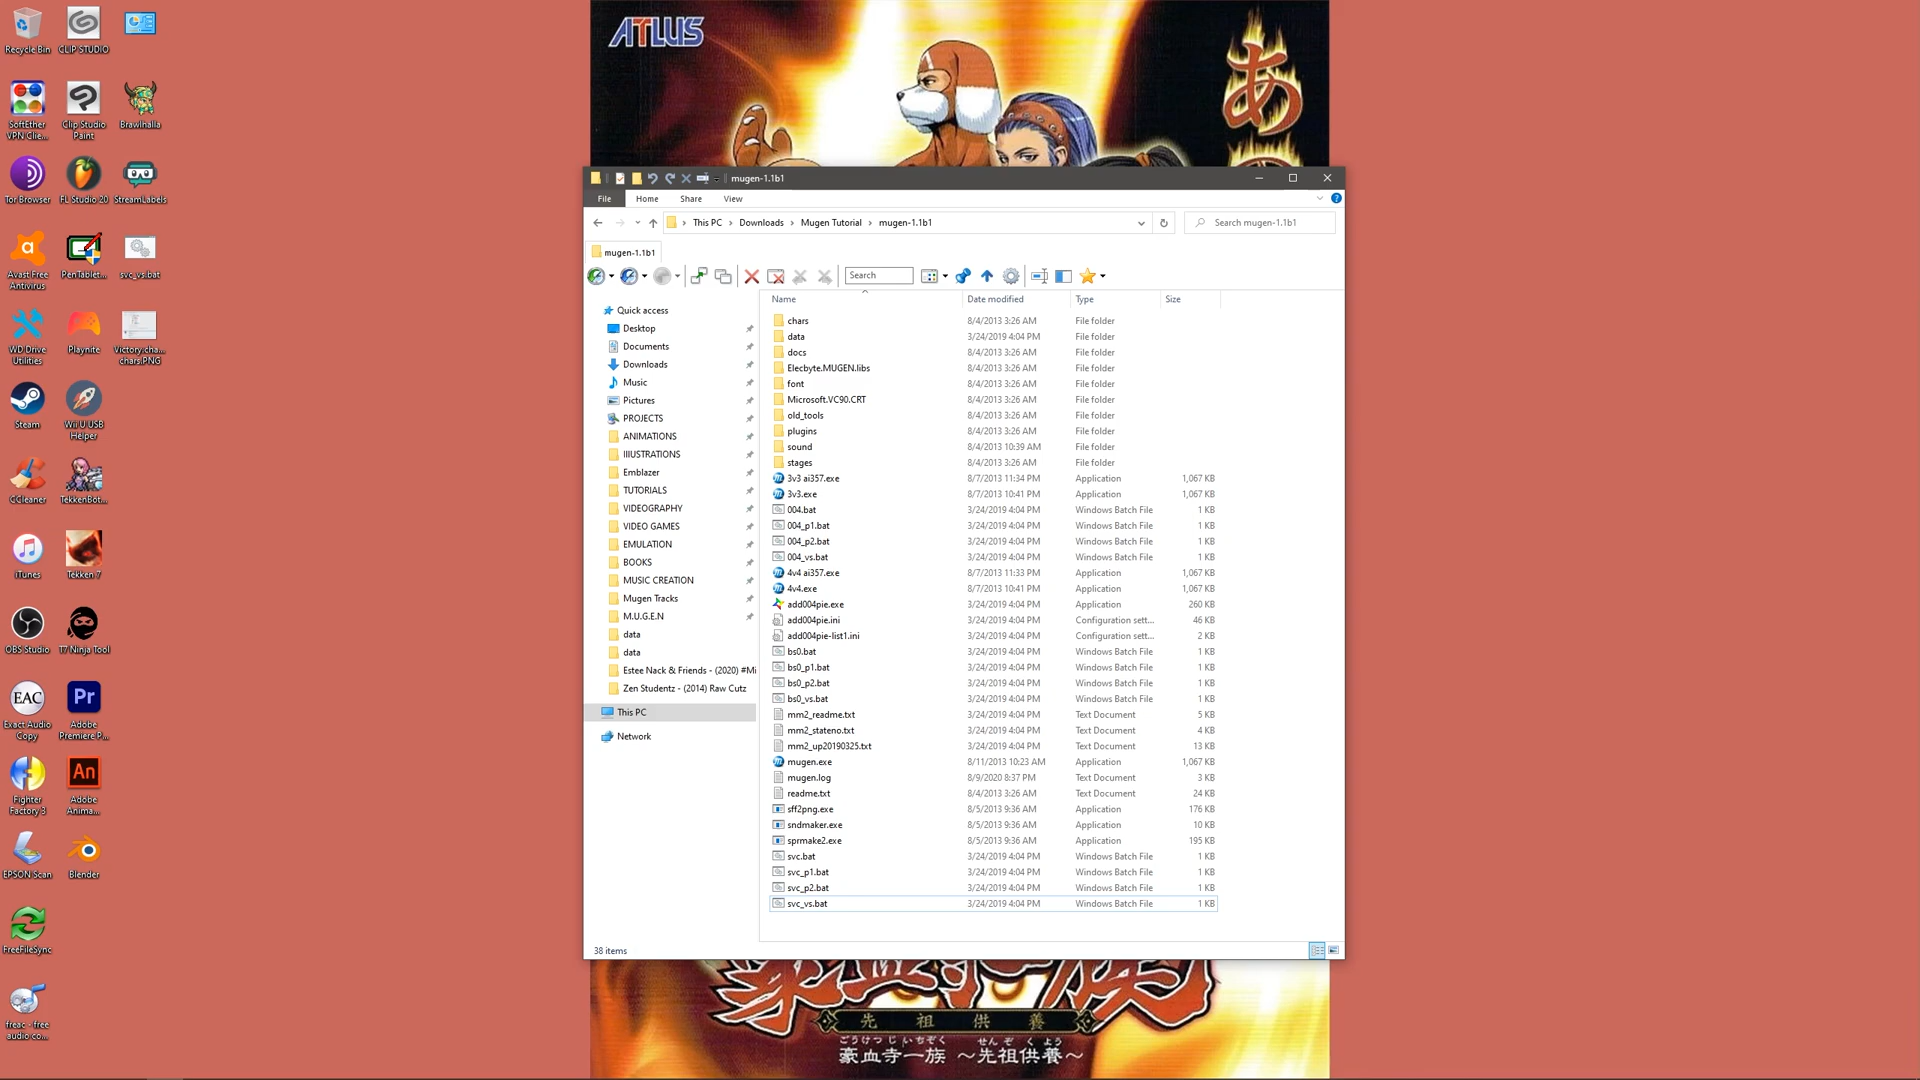 Recycle Bin
CLIP STUDIO
SoftEther
VPN Clie...
Clip Studio
Paint
Brawlhalla
Tor Browser
FL Studio 20
StreamLabels
Avast Free
Antivirus
PenTablet...
svc_vs.bat
WD Drive
Utilities
Playnite
Victory.cha...
chars.PNG
Steam
Wii U USB
Helper
CCleaner
TekkenBot...
iTunes
Tekken 7
OBS Studio
T7 Ninja Tool
EAC
Exact Audio
Copy
Pr
Adobe
Premiere P...
Fighter
Factory 3
An
Adobe
Anima...
EPSON Scan
Blender
FreeFileSync
freac - free
audio co...
ATLUS
あ
mugen-1.1b1
File
Home
Share
View
This PC > Downloads > Mugen Tutorial > mugen-1.1b1
Search mugen-1.1b1
mugen-1.1b1
Search
Quick access
Desktop
Documents
Downloads
Music
Pictures
PROJECTS
ANIMATIONS
IllUSTRATIONS
Emblazer
TUTORIALS
VIDEOGRAPHY
VIDEO GAMES
EMULATION
BOOKS
MUSIC CREATION
Mugen Tracks
M.U.G.E.N
data
data
Estee Nack & Friends - (2020) #Mi
Zen Studentz - (2014) Raw Cutz
This PC
Network
Name Date modified Type Size
chars 8/4/2013 3:26 AM File folder
data 3/24/2019 4:04 PM File folder
docs 8/4/2013 3:26 AM File folder
Elecbyte.MUGEN.libs 8/4/2013 3:26 AM File folder
font 8/4/2013 3:26 AM File folder
Microsoft.VC90.CRT 8/4/2013 3:26 AM File folder
old_tools 8/4/2013 3:26 AM File folder
plugins 8/4/2013 3:26 AM File folder
sound 8/4/2013 10:39 AM File folder
stages 8/4/2013 3:26 AM File folder
3v3 ai357.exe 8/7/2013 11:34 PM Application 1,067 KB
3v3.exe 8/7/2013 10:41 PM Application 1,067 KB
004.bat 3/24/2019 4:04 PM Windows Batch File 1 KB
004_p1.bat 3/24/2019 4:04 PM Windows Batch File 1 KB
004_p2.bat 3/24/2019 4:04 PM Windows Batch File 1 KB
004_vs.bat 3/24/2019 4:04 PM Windows Batch File 1 KB
4v4 ai357.exe 8/7/2013 11:33 PM Application 1,067 KB
4v4.exe 8/7/2013 10:41 PM Application 1,067 KB
add004pie.exe 3/24/2019 4:04 PM Application 260 KB
add004pie.ini 3/24/2019 4:04 PM Configuration sett... 46 KB
add004pie-list1.ini 3/24/2019 4:04 PM Configuration sett... 2 KB
bs0.bat 3/24/2019 4:04 PM Windows Batch File 1 KB
bs0_p1.bat 3/24/2019 4:04 PM Windows Batch File 1 KB
bs0_p2.bat 3/24/2019 4:04 PM Windows Batch File 1 KB
bs0_vs.bat 3/24/2019 4:04 PM Windows Batch File 1 KB
mm2_readme.txt 3/24/2019 4:04 PM Text Document 5 KB
mm2_stateno.txt 3/24/2019 4:04 PM Text Document 4 KB
mm2_up20190325.txt 3/24/2019 4:04 PM Text Document 13 KB
mugen.exe 8/11/2013 10:23 AM Application 1,067 KB
mugen.log 8/9/2020 8:37 PM Text Document 3 KB
readme.txt 8/4/2013 3:26 AM Text Document 24 KB
sff2png.exe 8/5/2013 9:36 AM Application 176 KB
sndmaker.exe 8/5/2013 9:36 AM Application 10 KB
sprmake2.exe 8/5/2013 9:36 AM Application 195 KB
svc.bat 3/24/2019 4:04 PM Windows Batch File 1 KB
svc_p1.bat 3/24/2019 4:04 PM Windows Batch File 1 KB
svc_p2.bat 3/24/2019 4:04 PM Windows Batch File 1 KB
svc_vs.bat 3/24/2019 4:04 PM Windows Batch File 1 KB
38 items
先祖供養
ごうけつじいちぞく せんぞくよう
豪血寺一族 ～先祖供養～